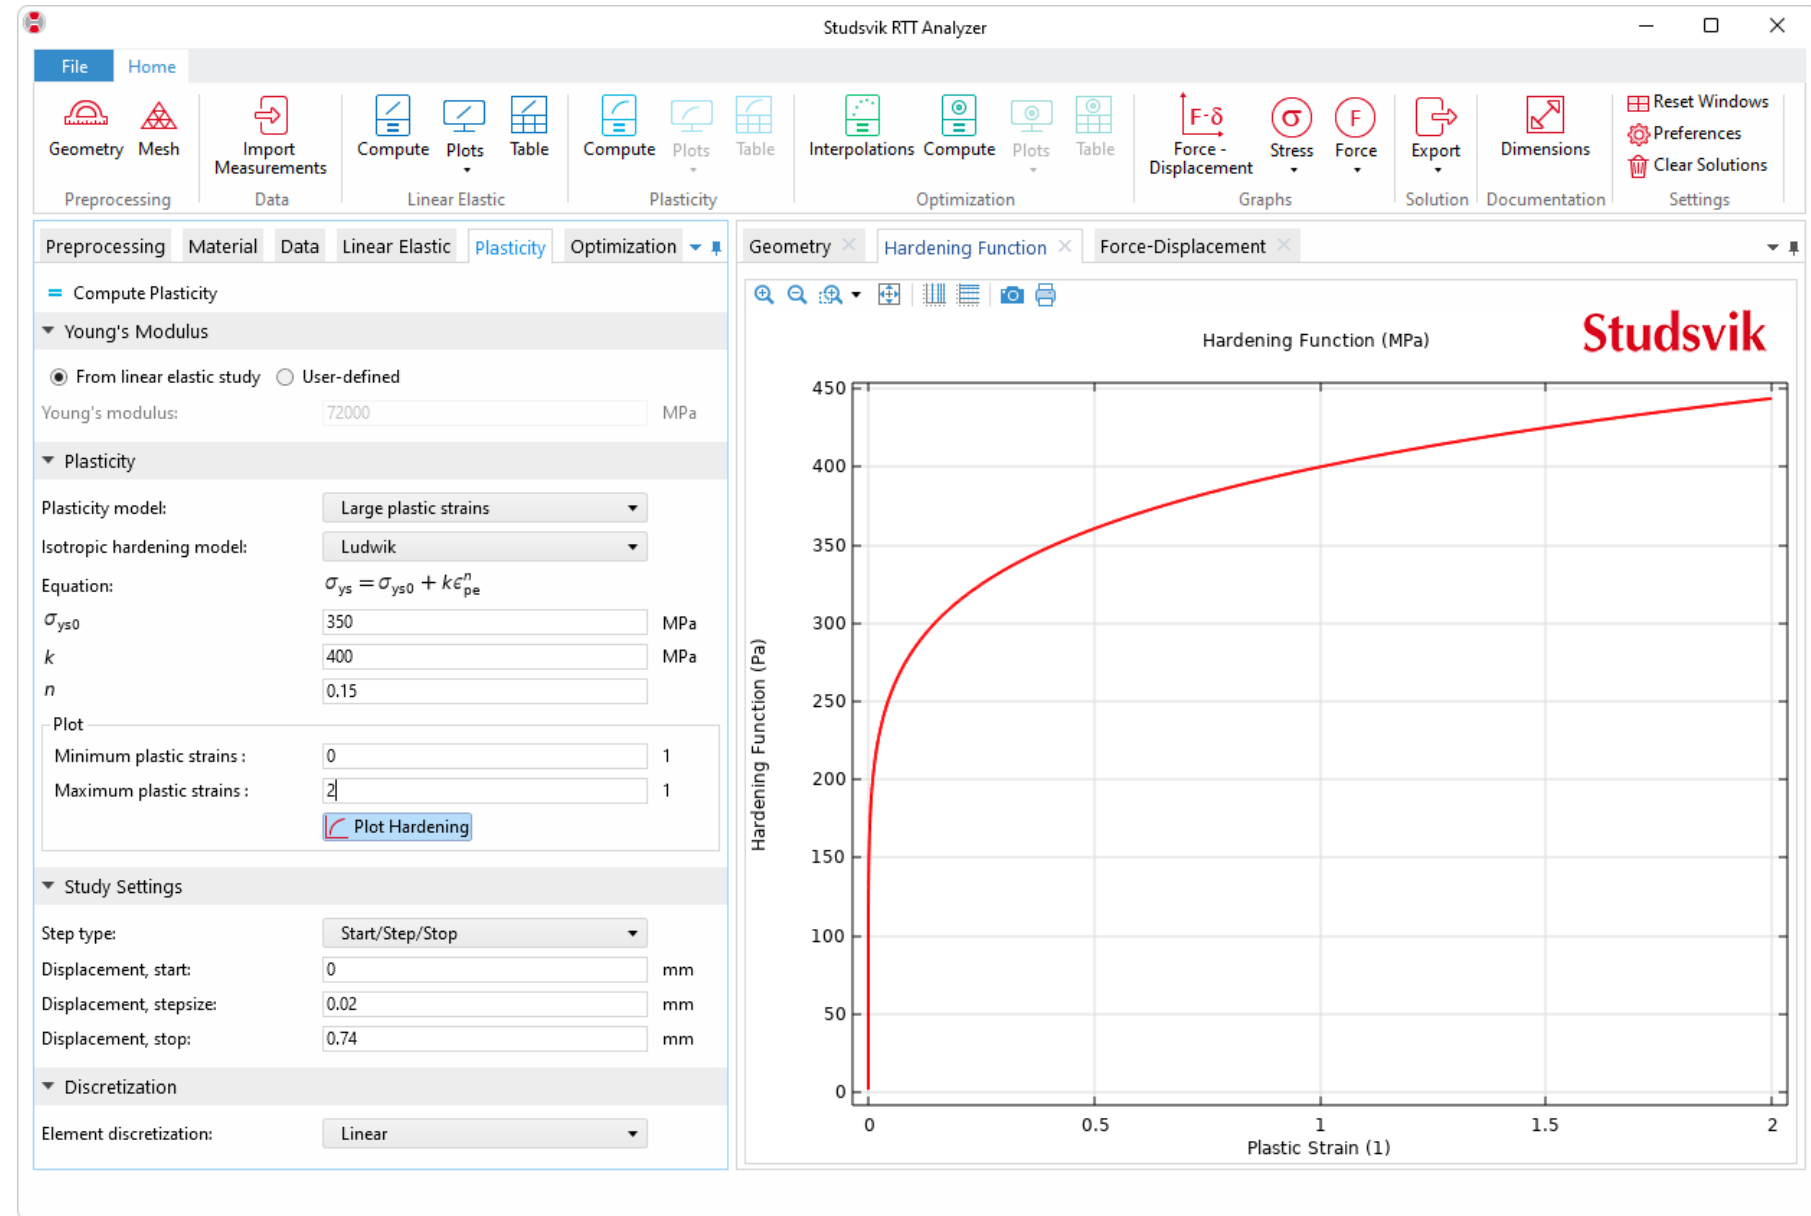 Studsvik RTT Analyzer
File Home
Geometry Mesh Import Measurements Compute Plots Table Compute Plots Table Interpolations Compute Plots Table F-δ Force - Displacement σ Stress F Force Export Dimensions
Reset Windows
Preferences
Clear Solutions
Preprocessing Data Linear Elastic Plasticity Optimization Graphs Solution Documentation Settings
Preprocessing Material Data Linear Elastic Plasticity Optimization
= Compute Plasticity
Young's Modulus
From linear elastic study User-defined
Young's modulus: 72000 MPa
Plasticity
Plasticity model: Large plastic strains
Isotropic hardening model: Ludwik
Equation: σys = σys0 + kϵpe^n
σys0 350 MPa
k 400 MPa
n 0.15
Plot
Minimum plastic strains : 0 1
Maximum plastic strains : 2 1
Plot Hardening
Study Settings
Step type: Start/Step/Stop
Displacement, start: 0 mm
Displacement, stepsize: 0.02 mm
Displacement, stop: 0.74 mm
Discretization
Element discretization: Linear
Geometry Hardening Function Force-Displacement
Studsvik
Hardening Function (MPa)
Hardening Function (Pa)
450
400
350
300
250
200
150
100
50
0
0 0.5 1 1.5 2
Plastic Strain (1)